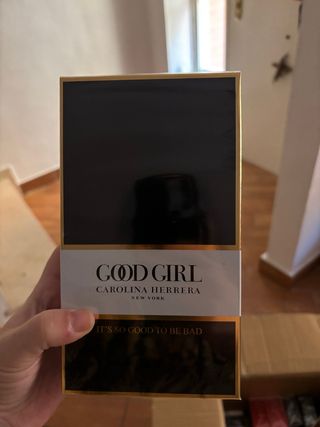 GOOD GIRL
CAROLINA HERRERA
NEW YORK
IT'S SO GOOD TO BE BAD